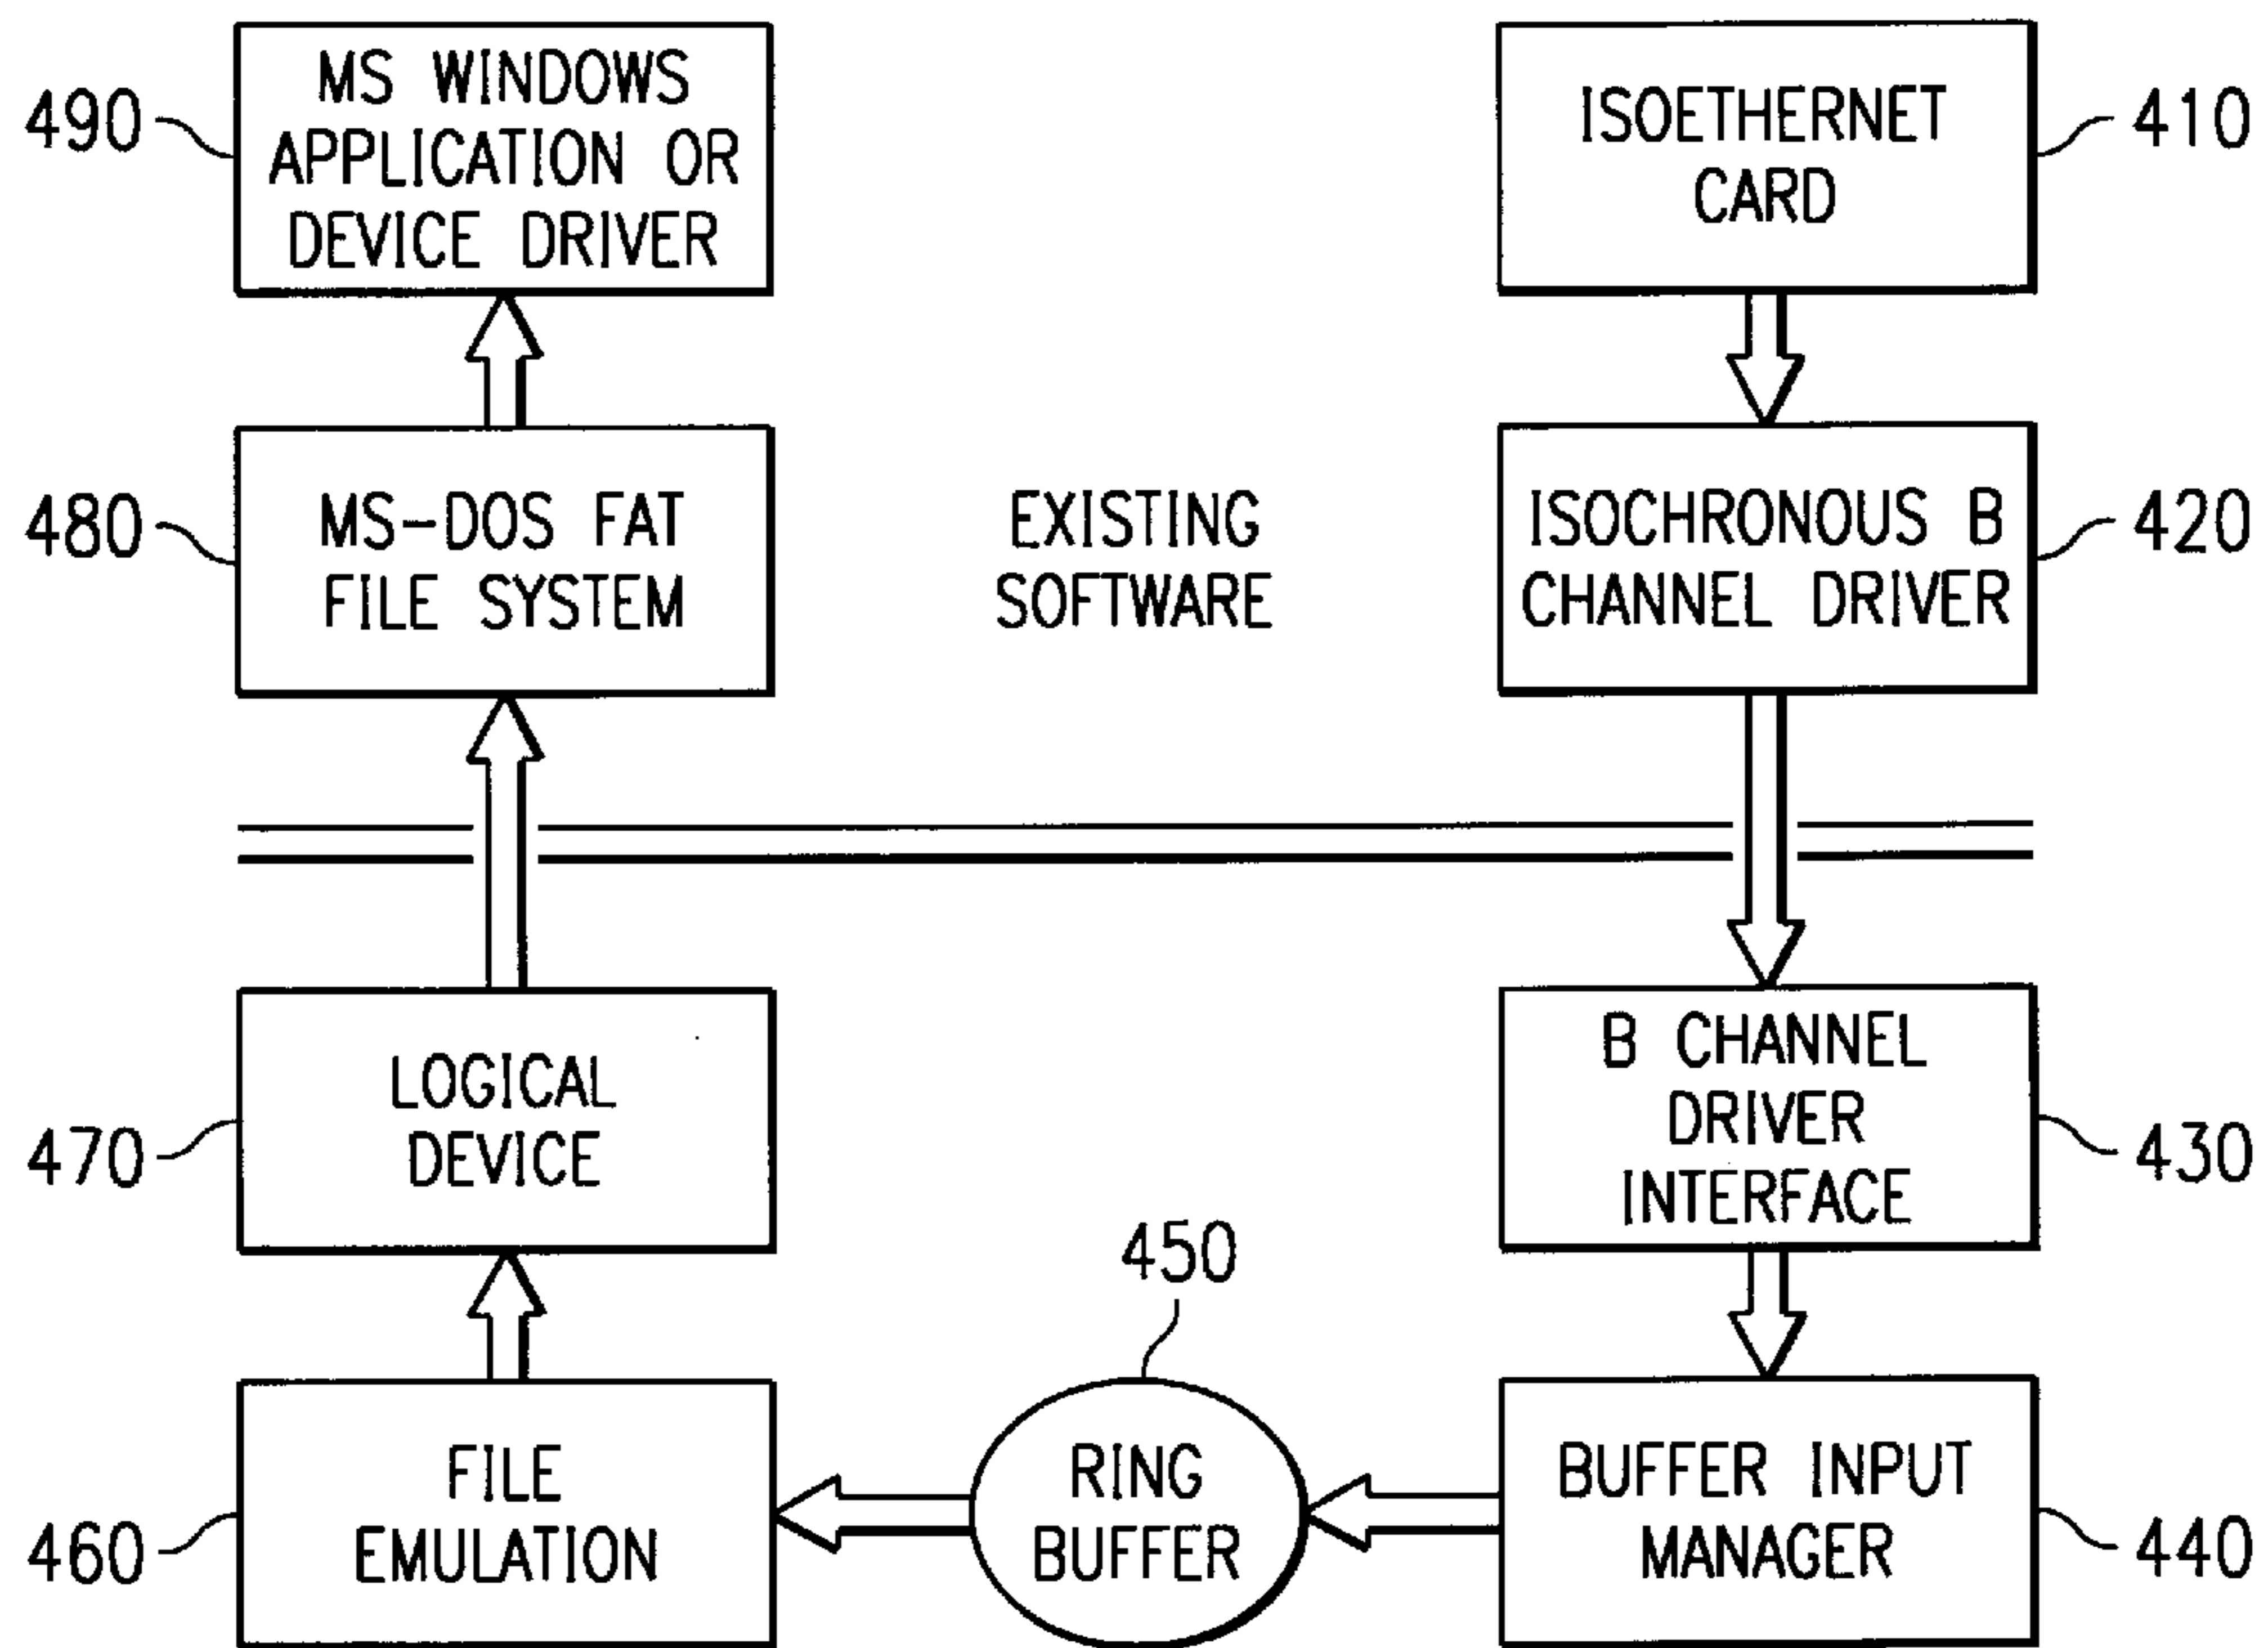 490
MS WINDOWS
APPLICATION OR
DEVICE DRIVER
ISOETHERNET
CARD
410
480
MS-DOS FAT
FILE SYSTEM
EXISTING
SOFTWARE
ISOCHRONOUS B
CHANNEL DRIVER
420
470
LOGICAL
DEVICE
B CHANNEL
DRIVER
INTERFACE
430
450
460
FILE
EMULATION
RING
BUFFER
BUFFER INPUT
MANAGER
440